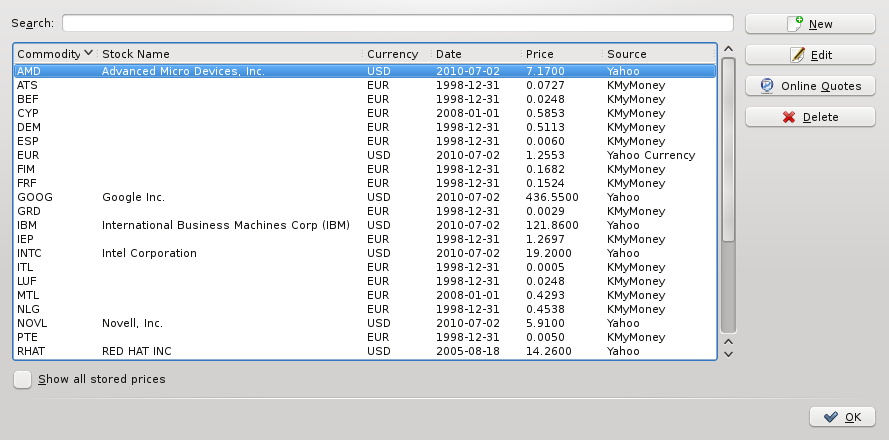 Search:
New
Commodity Stock Name Currency Date Price Source
Edit
AMD Advanced Micro Devices, Inc. USD 2010-07-02 7.1700 Yahoo
ATS EUR 1998-12-31 0.0727 KMyMoney
Online Quotes
BEF EUR 1998-12-31 0.0248 KMyMoney
CYP EUR 2008-01-01 0.5853 KMyMoney
Delete
DEM EUR 1998-12-31 0.5113 KMyMoney
ESP EUR 1998-12-31 0.0060 KMyMoney
EUR USD 2010-07-02 1.2553 Yahoo Currency
FIM EUR 1998-12-31 0.1682 KMyMoney
FRF EUR 1998-12-31 0.1524 KMyMoney
GOOG Google Inc. USD 2010-07-02 436.5500 Yahoo
GRD EUR 1998-12-31 0.0029 KMyMoney
IBM International Business Machines Corp (IBM) USD 2010-07-02 121.8600 Yahoo
IEP EUR 1998-12-31 1.2697 KMyMoney
INTC Intel Corporation USD 2010-07-02 19.2000 Yahoo
ITL EUR 1998-12-31 0.0005 KMyMoney
LUF EUR 1998-12-31 0.0248 KMyMoney
MTL EUR 2008-01-01 0.4293 KMyMoney
NLG EUR 1998-12-31 0.4538 KMyMoney
NOVL Novell, Inc. USD 2010-07-02 5.9100 Yahoo
PTE EUR 1998-12-31 0.0050 KMyMoney
RHAT RED HAT INC USD 2005-08-18 14.2600 Yahoo
Show all stored prices
OK